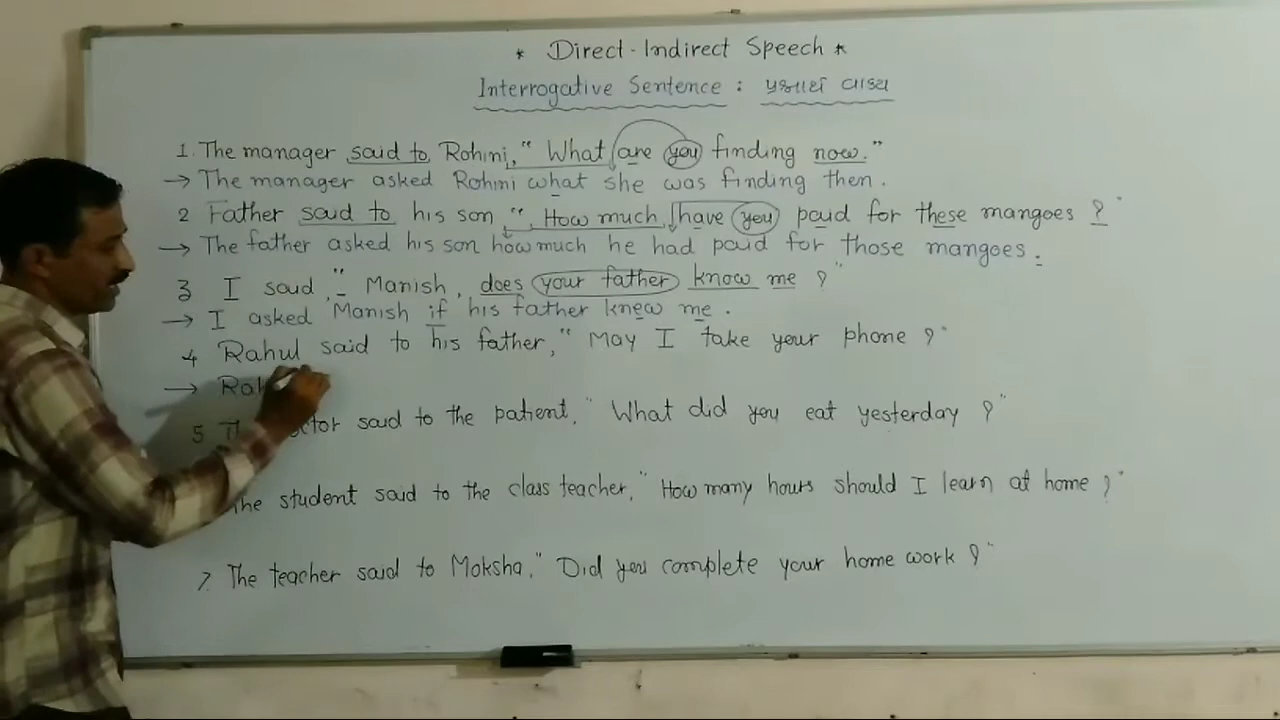 * Direct-Indirect Speech *
Interrogative Sentence : પ્રશ્નાર્થ વાક્ય
1. The manager said to Rohini, "What are you finding now."
→ The manager asked Rohini what she was finding then.
2 Father said to his son ", How much, have you paid for these mangoes ?"
→ The father asked his son how much he had paid for those mangoes.
3 I said, " Manish, does your father know me ?"
→ I asked Manish if his father knew me.
4 Rahul said to his father, " May I take your phone ?"
→ Rah
5 said to the patient, " What did you eat yesterday ?"
The student said to the class teacher, " How many hours should I learn at home ?"
7. The teacher said to Moksha, " Did you complete your home work ?"